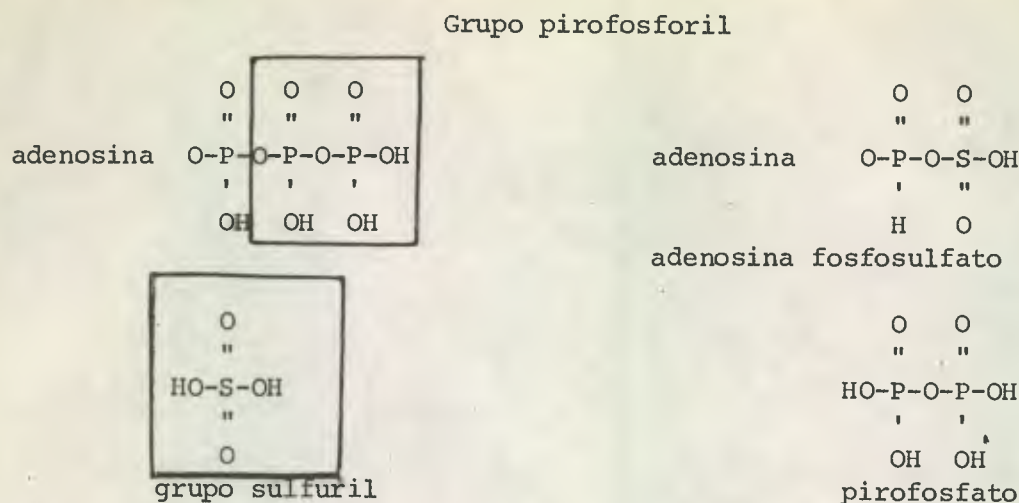 Grupo pirofosforil
O O O
" " "
adenosina O-P-O-P-O-P-OH
' ' '
OH OH OH
grupo sulfuril
O
"
HO-S-OH
"
O
O O
" "
adenosina O-P-O-S-OH
' "
H O
adenosina fosfosulfato
O O
" "
HO-P-O-P-OH
' '
OH OH
pirofosfato